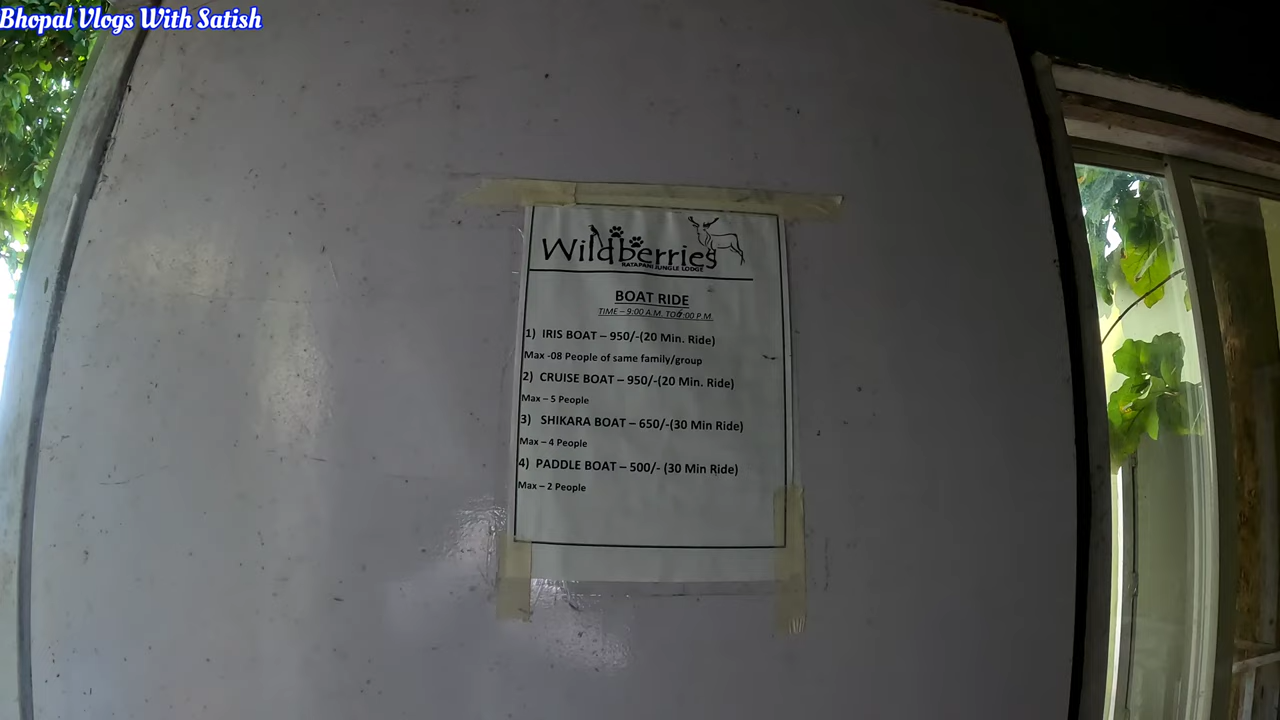 Bhopal Vlogs With Satish
Wildberries
RATAPANI JUNGLE LODGE
BOAT RIDE
TIME – 9:00 A.M. TO :00 P.M.
1) IRIS BOAT – 950/-(20 Min. Ride)
Max -08 People of same family/group
2) CRUISE BOAT – 950/-(20 Min. Ride)
Max – 5 People
3) SHIKARA BOAT – 650/-(30 Min Ride)
Max – 4 People
4) PADDLE BOAT – 500/- (30 Min Ride)
Max – 2 People